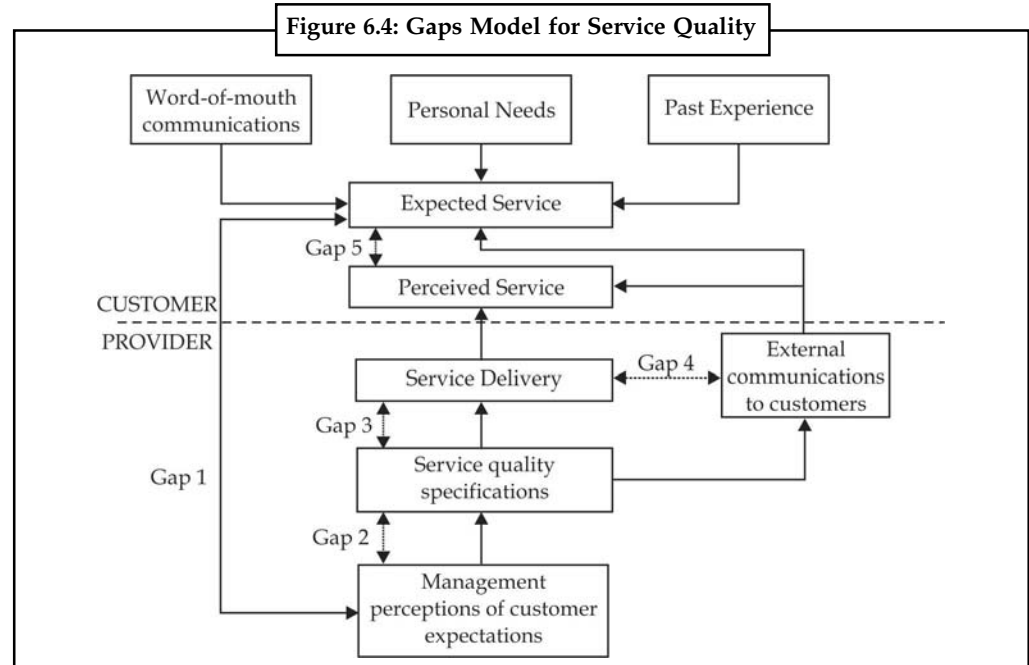 Figure 6.4: Gaps Model for Service Quality
Word-of-mouth
communications
Personal Needs
Past Experience
Expected Service
Gap 5
Perceived Service
CUSTOMER
PROVIDER
Service Delivery
Gap 4
External
communications
to customers
Gap 3
Service quality
specifications
Gap 1
Gap 2
Management
perceptions of customer
expectations